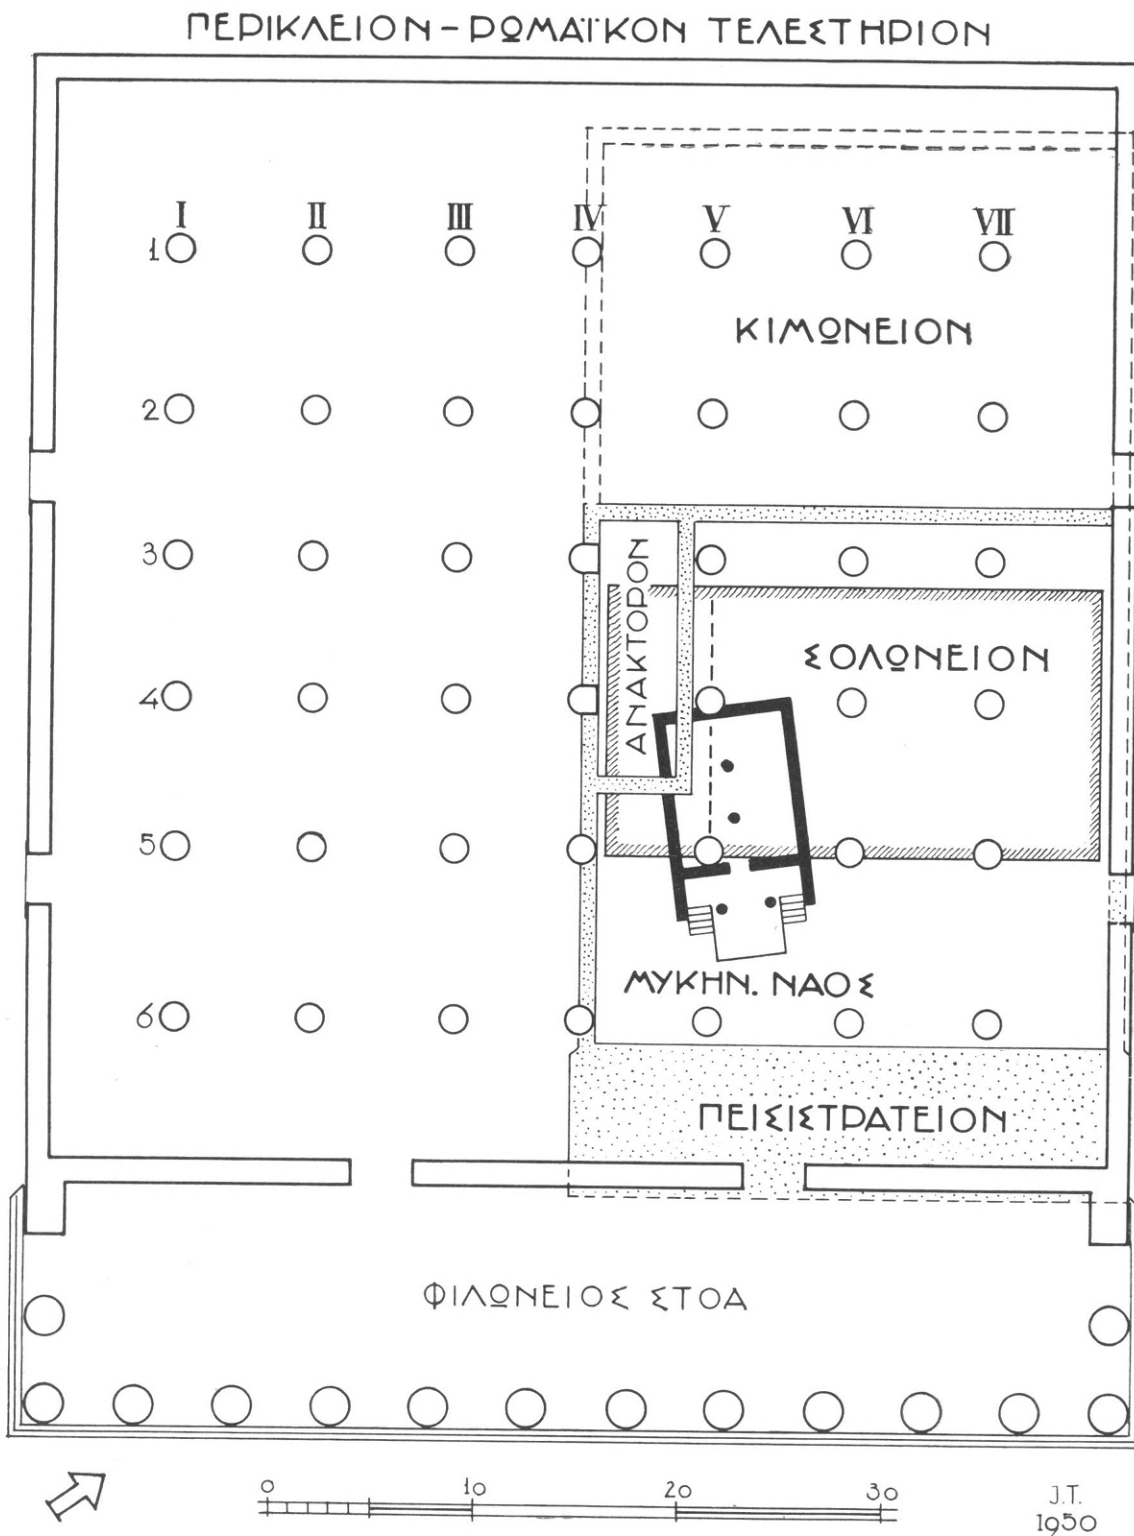 ΠΕΡΙΚΛΕΙΟΝ – ΡΩΜΑΪΚΟΝ ΤΕΛΕΣΤΗΡΙΟΝ
I II III IV V VI VII
1
ΚΙΜΩΝΕΙΟΝ
2
3
ΑΝΑΚΤΟΡΟΝ
ΣΟΛΩΝΕΙΟΝ
4
5
ΜΥΚΗΝ. ΝΑΟΣ
6
ΠΕΙΣΙΣΤΡΑΤΕΙΟΝ
ΦΙΛΩΝΕΙΟΣ ΣΤΟΑ
0 10 20 30
J.T.
1950